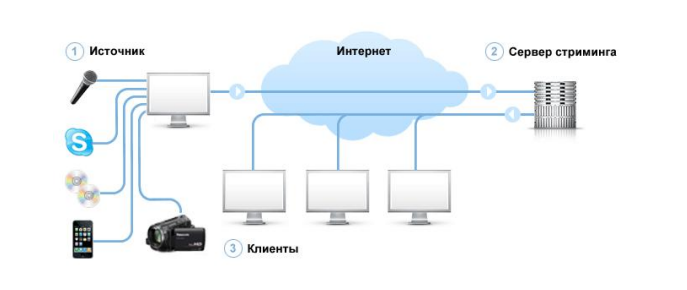 1 Источник
Интернет
2 Сервер стриминга
S
3 Клиенты